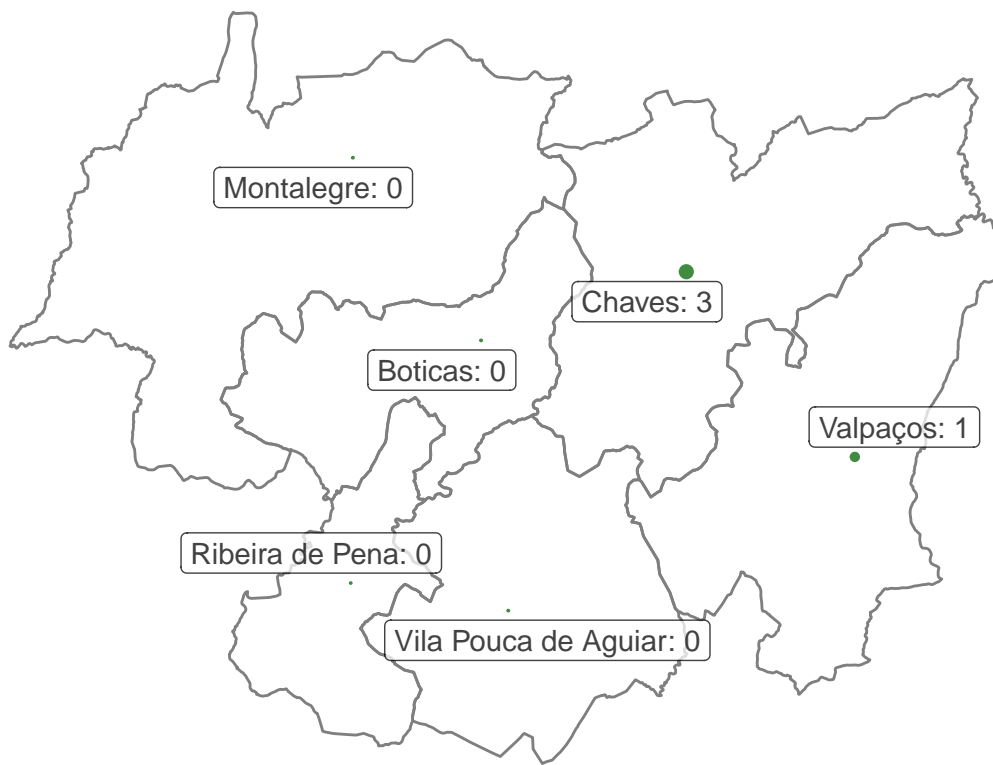 Montalegre: 0
Chaves: 3
Boticas: 0
Valpaços: 1
Ribeira de Pena: 0
Vila Pouca de Aguiar: 0